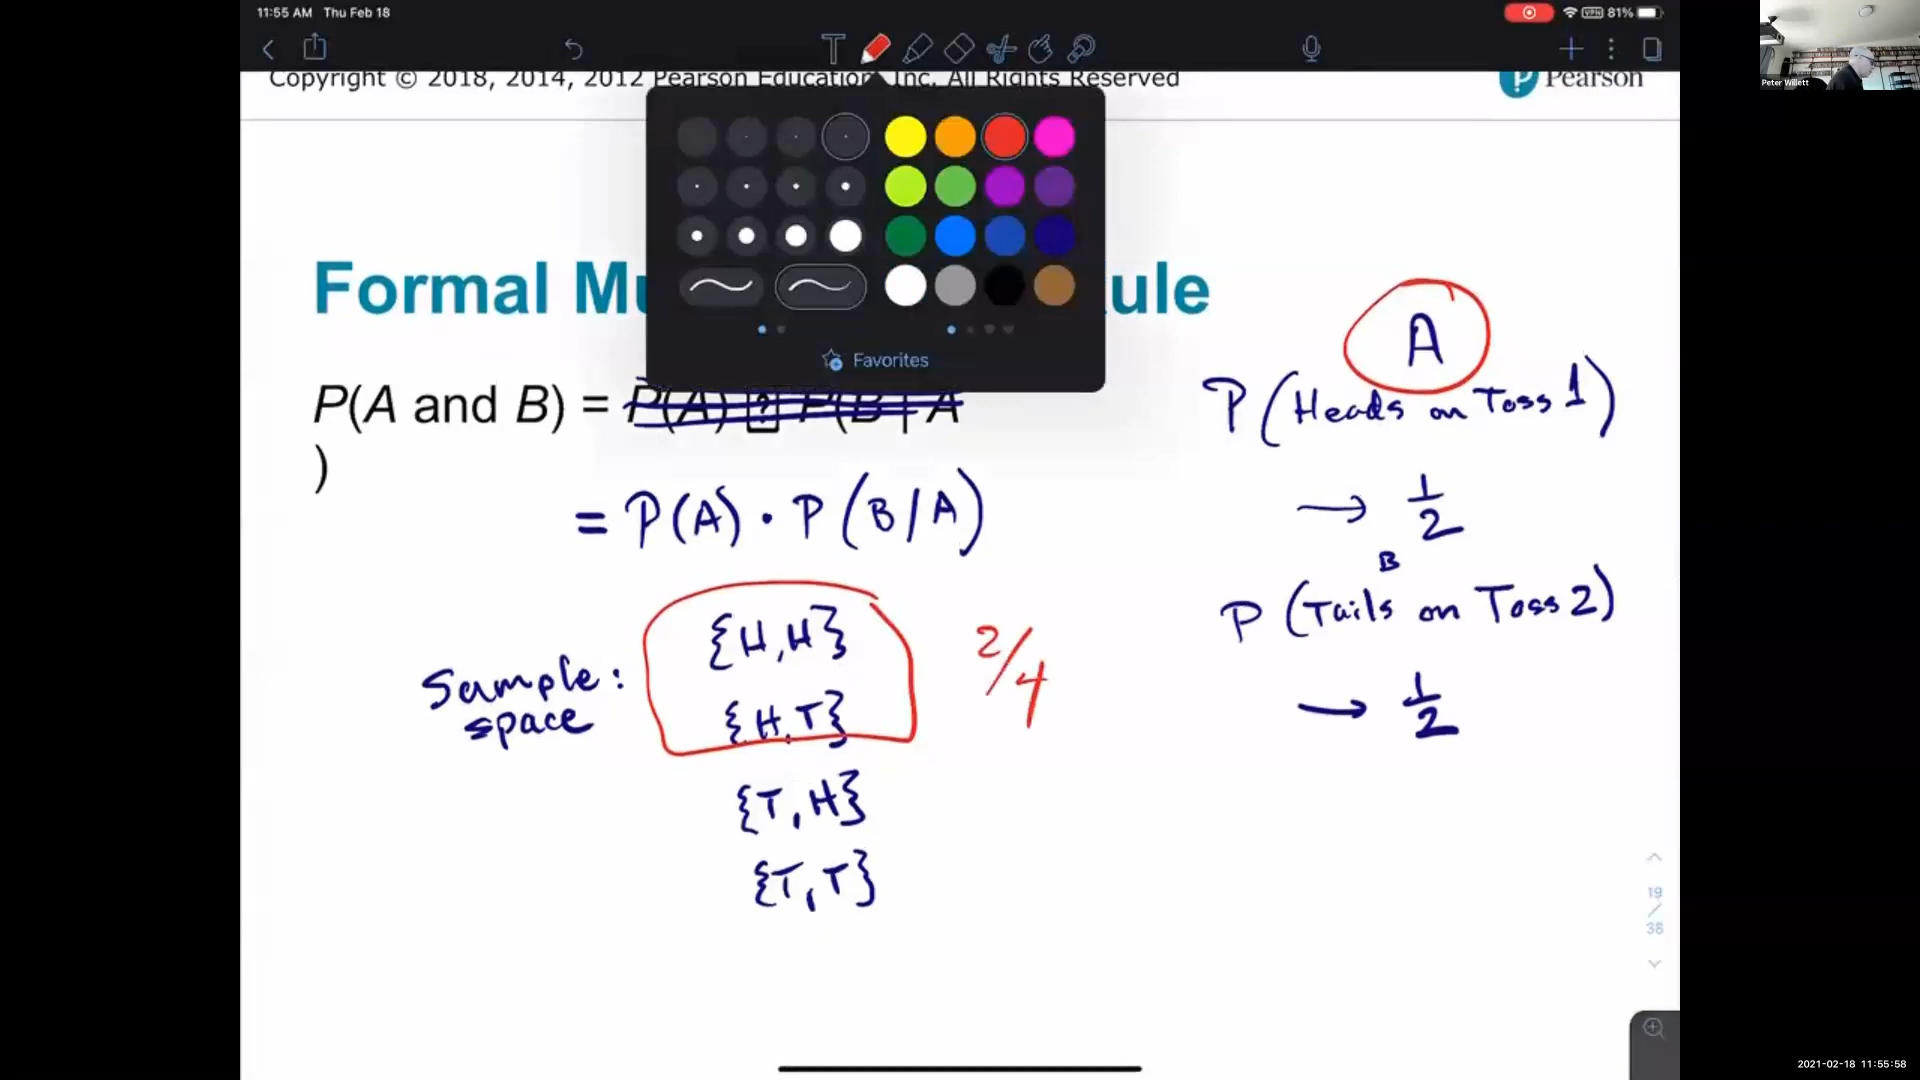 11:55 AM Thu Feb 18
VPN 81%
Peter Willett
Copyright © 2018, 2014, 2012 Pearson Education, Inc. All Rights Reserved
Pearson
Favorites
Formal Mu ule
P(A and B) = P(A) ? P(B | A
)
= P(A) · P(B/A)
Sample:
space
{H,H}
{H,T}
{T,H}
{T,T}
2/4
A
P(Heads on Toss 1)
→ 1/2
B
P(Tails on Toss 2)
→ 1/2
19
/
38
2021-02-18 11:55:58